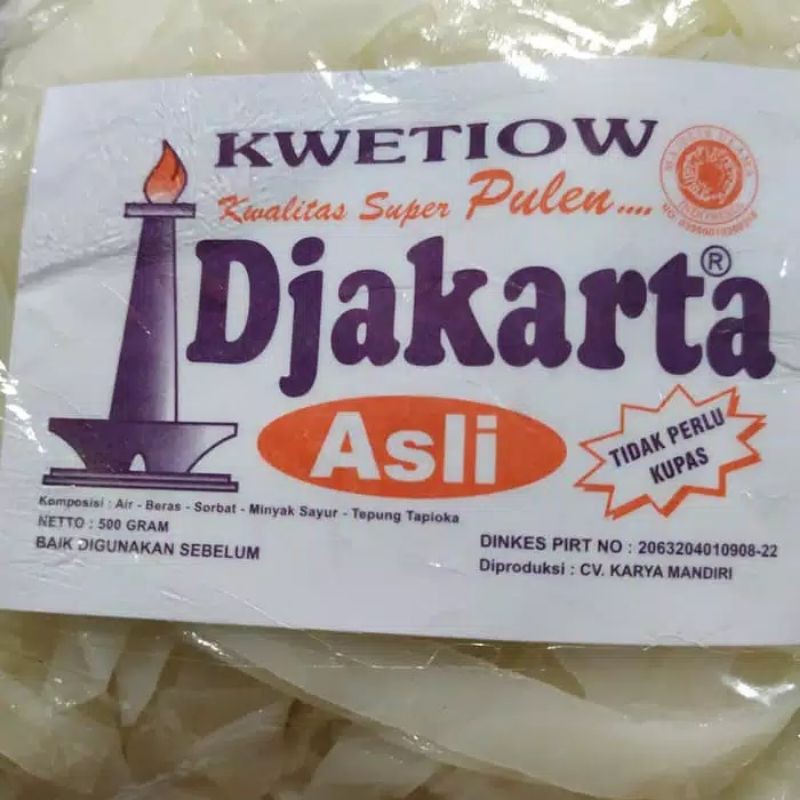 KWETIOW
Kwalitas Super Pulen....
Djakarta®
Asli
TIDAK PERLU
KUPAS
Komposisi : Air - Beras - Sorbat - Minyak Sayur - Tepung Tapioka
NETTO : 500 GRAM
BAIK DIGUNAKAN SEBELUM
DINKES PIRT NO : 2063204010908-22
Diproduksi : CV. KARYA MANDIRI